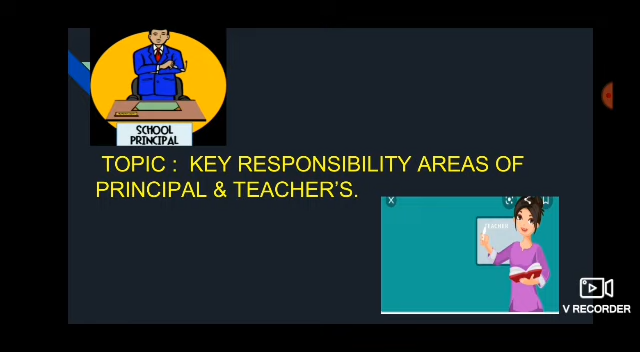 SCHOOL
PRINCIPAL
TOPIC : KEY RESPONSIBILITY AREAS OF
PRINCIPAL & TEACHER'S.
TEACHER
V RECORDER